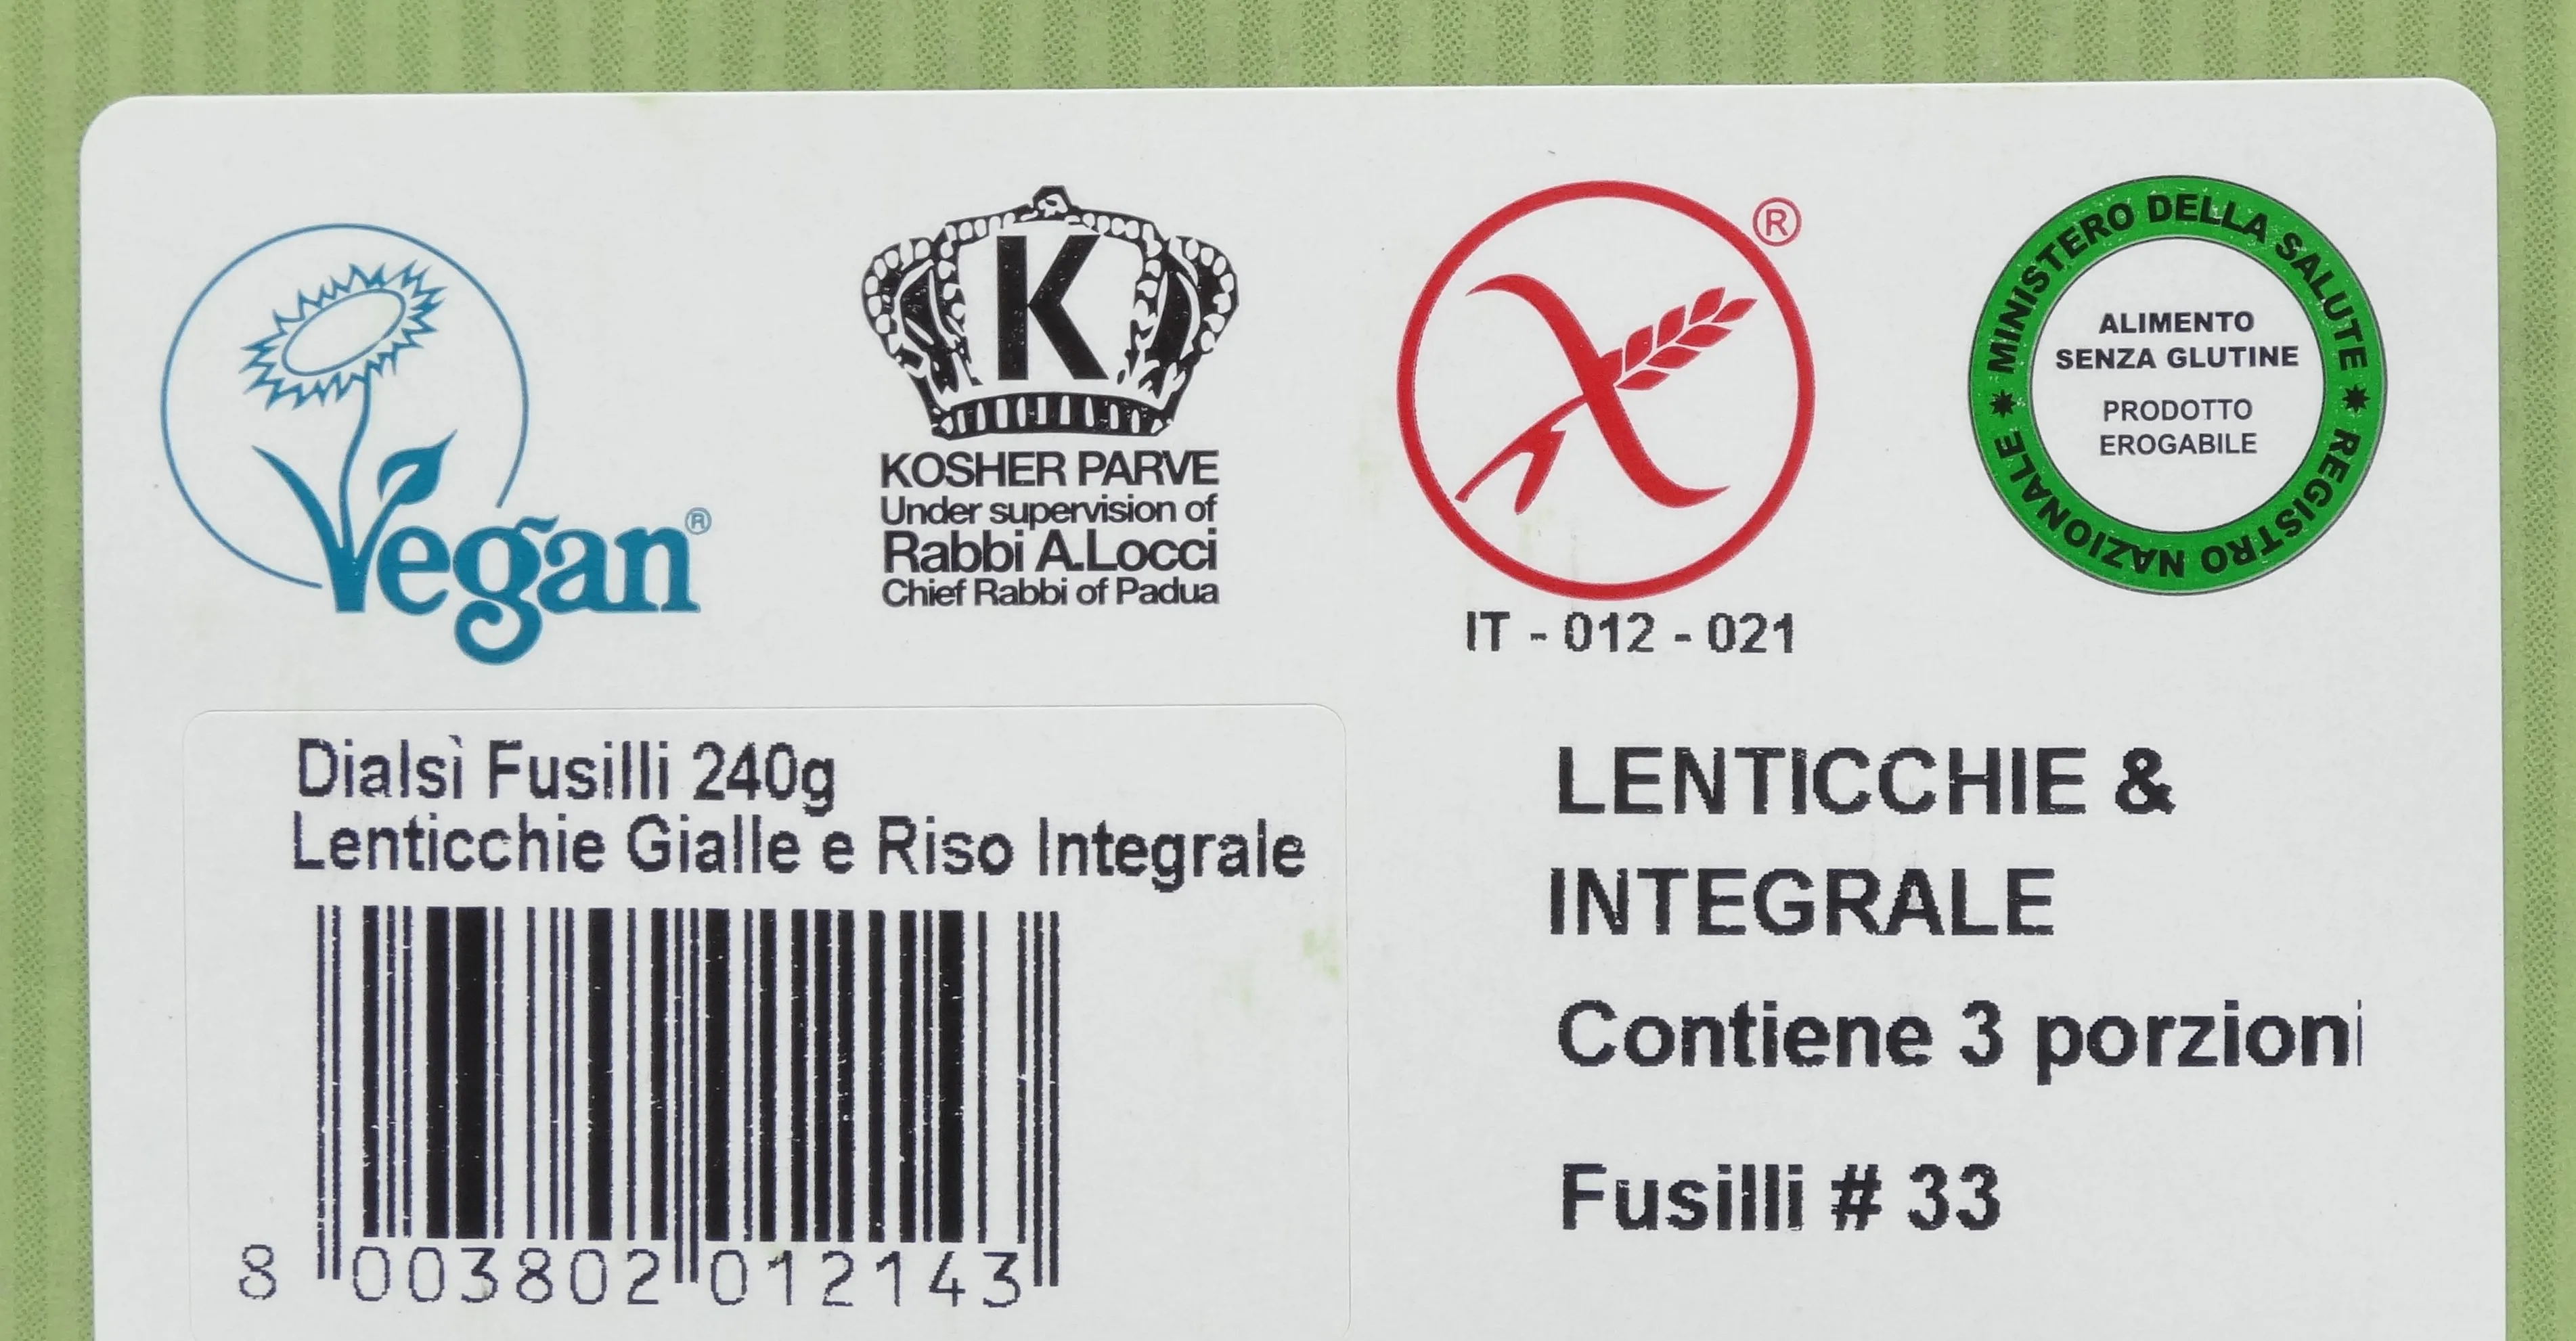 Vegan®
K
KOSHER PARVE
Under supervision of
Rabbi A.Locci
Chief Rabbi of Padua
®
IT - 012 - 021
* MINISTERO DELLA SALUTE * REGISTRO NAZIONALE
ALIMENTO
SENZA GLUTINE
PRODOTTO
EROGABILE
Dialsì Fusilli 240g
Lenticchie Gialle e Riso Integrale
8 003802 012143
LENTICCHIE &
INTEGRALE
Contiene 3 porzioni
Fusilli # 33